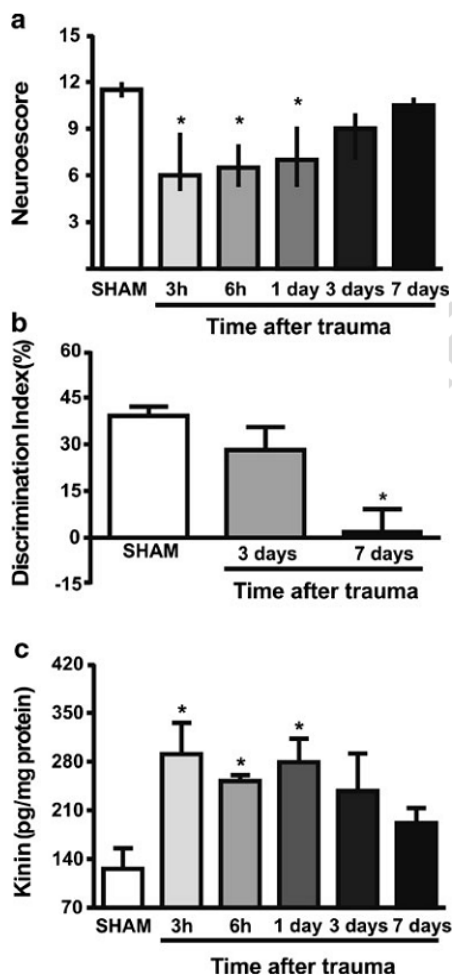 a
15
12
9
6
3
Neuroescore
*
*
*
SHAM 3h 6h 1 day 3 days 7 days
Time after trauma
b
60
45
30
15
0
-15
Discrimination Index(%)
*
SHAM
3 days 7 days
Time after trauma
c
420
350
280
210
140
70
Kinin (pg/mg protein)
*
*
*
SHAM 3h 6h 1 day 3 days 7 days
Time after trauma